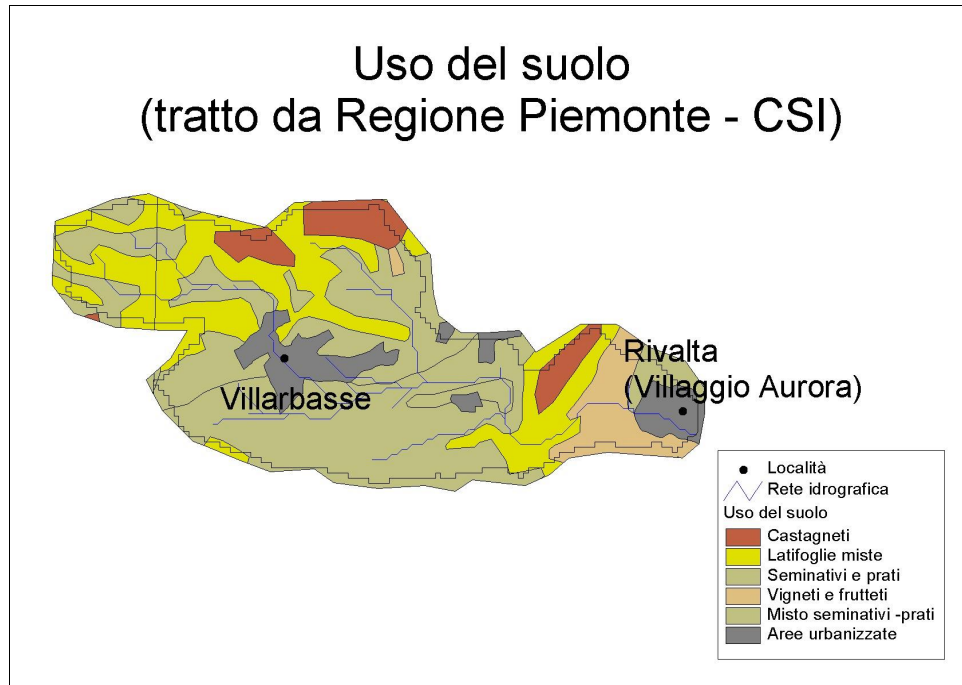 Uso del suolo
(tratto da Regione Piemonte - CSI)
Villarbasse
Rivalta
(Villaggio Aurora)
Località
Rete idrografica
Uso del suolo
Castagneti
Latifoglie miste
Seminativi e prati
Vigneti e frutteti
Misto seminativi -prati
Aree urbanizzate